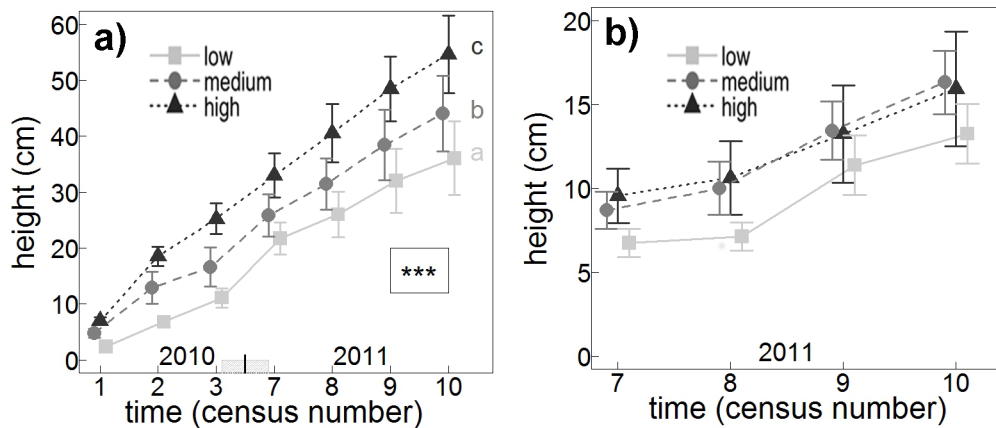 a)
low
medium
high
height (cm)
60
50
40
30
20
10
0
c
b
a
***
2010
2011
1 2 3 7 8 9 10
time (census number)
b)
low
medium
high
height (cm)
20
15
10
5
0
2011
7 8 9 10
time (census number)